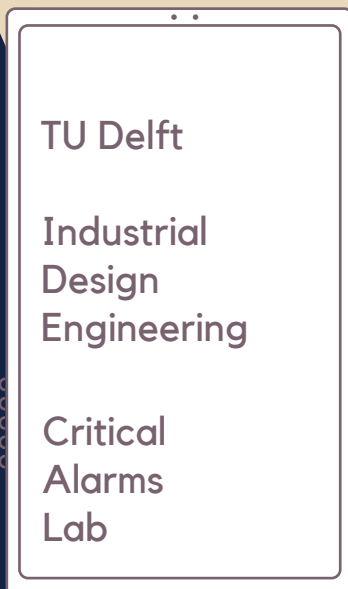 TU Delft
Industrial
Design
Engineering
Critical
Alarms
Lab